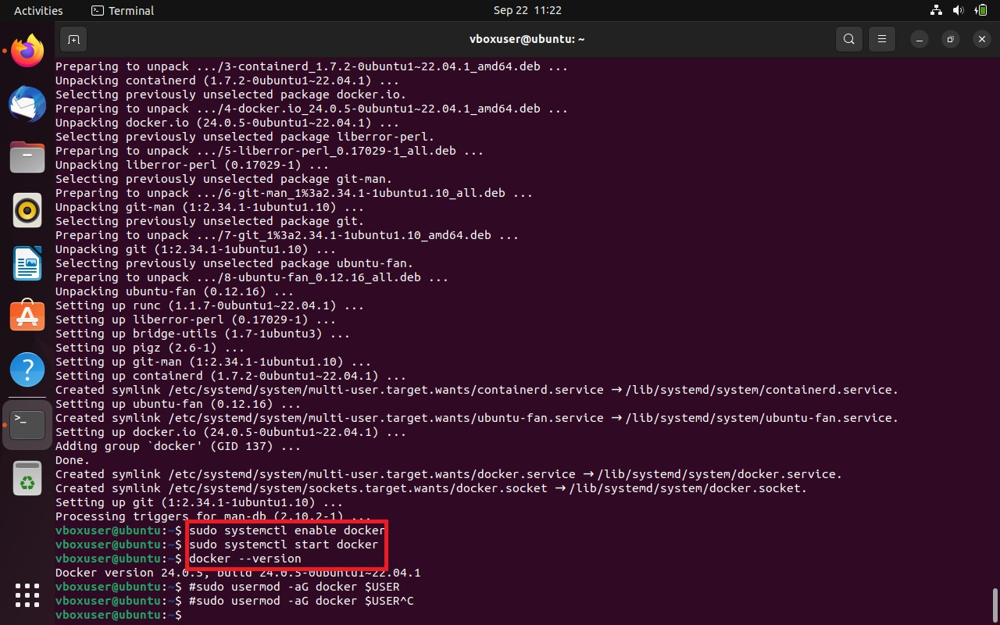 Activities
Terminal
Sep 22 11:22
vboxuser@ubuntu: ~
Preparing to unpack .../3-containerd_1.7.2-0ubuntu1~22.04.1_amd64.deb ...
Unpacking containerd (1.7.2-0ubuntu1~22.04.1) ...
Selecting previously unselected package docker.io.
Preparing to unpack .../4-docker.io_24.0.5-0ubuntu1~22.04.1_amd64.deb ...
Unpacking docker.io (24.0.5-0ubuntu1~22.04.1) ...
Selecting previously unselected package liberror-perl.
Preparing to unpack .../5-liberror-perl_0.17029-1_all.deb ...
Unpacking liberror-perl (0.17029-1) ...
Selecting previously unselected package git-man.
Preparing to unpack .../6-git-man_1%3a2.34.1-1ubuntu1.10_all.deb ...
Unpacking git-man (1:2.34.1-1ubuntu1.10) ...
Selecting previously unselected package git.
Preparing to unpack .../7-git_1%3a2.34.1-1ubuntu1.10_amd64.deb ...
Unpacking git (1:2.34.1-1ubuntu1.10) ...
Selecting previously unselected package ubuntu-fan.
Preparing to unpack .../8-ubuntu-fan_0.12.16_all.deb ...
Unpacking ubuntu-fan (0.12.16) ...
Setting up runc (1.1.7-0ubuntu1~22.04.1) ...
Setting up liberror-perl (0.17029-1) ...
Setting up bridge-utils (1.7-1ubuntu3) ...
Setting up pigz (2.6-1) ...
Setting up git-man (1:2.34.1-1ubuntu1.10) ...
Setting up containerd (1.7.2-0ubuntu1~22.04.1) ...
Created symlink /etc/systemd/system/multi-user.target.wants/containerd.service → /lib/systemd/system/containerd.service.
Setting up ubuntu-fan (0.12.16) ...
Created symlink /etc/systemd/system/multi-user.target.wants/ubuntu-fan.service → /lib/systemd/system/ubuntu-fan.service.
Setting up docker.io (24.0.5-0ubuntu1~22.04.1) ...
Adding group `docker' (GID 137) ...
Done.
Created symlink /etc/systemd/system/multi-user.target.wants/docker.service → /lib/systemd/system/docker.service.
Created symlink /etc/systemd/system/sockets.target.wants/docker.socket → /lib/systemd/system/docker.socket.
Setting up git (1:2.34.1-1ubuntu1.10) ...
Processing triggers for man-db (2.10.2-1) ...
vboxuser@ubuntu:~$ sudo systemctl enable docker
vboxuser@ubuntu:~$ sudo systemctl start docker
vboxuser@ubuntu:~$ docker --version
Docker version 24.0.5, build 24.0.5-0ubuntu1~22.04.1
vboxuser@ubuntu:~$ #sudo usermod -aG docker $USER
vboxuser@ubuntu:~$ #sudo usermod -aG docker $USER^C
vboxuser@ubuntu:~$